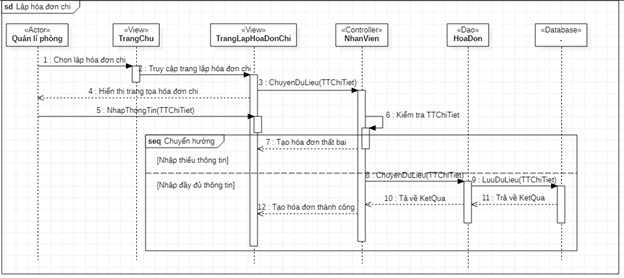 sd Lập hóa đơn chi
«Actor»
Quản lí phòng
«View»
TrangChu
«View»
TrangLapHoaDonChi
«Controller»
NhanVien
«Dao»
HoaDon
«Database»
.
1 : Chọn lập hóa đơn chi
2 : Truy cập trang lập hóa đơn chi
3 : ChuyenDuLieu(TTChiTiet)
4 : Hiển thị trang tọa hóa đơn chi
5 : NhapThongTin(TTChiTiet)
6 : Kiểm tra TTChiTiet
seq Chuyển hướng
7 : Tạo hóa đơn thất bại
[Nhập thiếu thông tin]
8 : ChuyenDuLieu(TTChiTiet)
9 : LuuDuLieu(TTChiTiet)
[Nhập đầy đủ thông tin]
10 : Tả về KetQua
11 : Trả về KetQua
12 : Tạo hóa đơn thành công